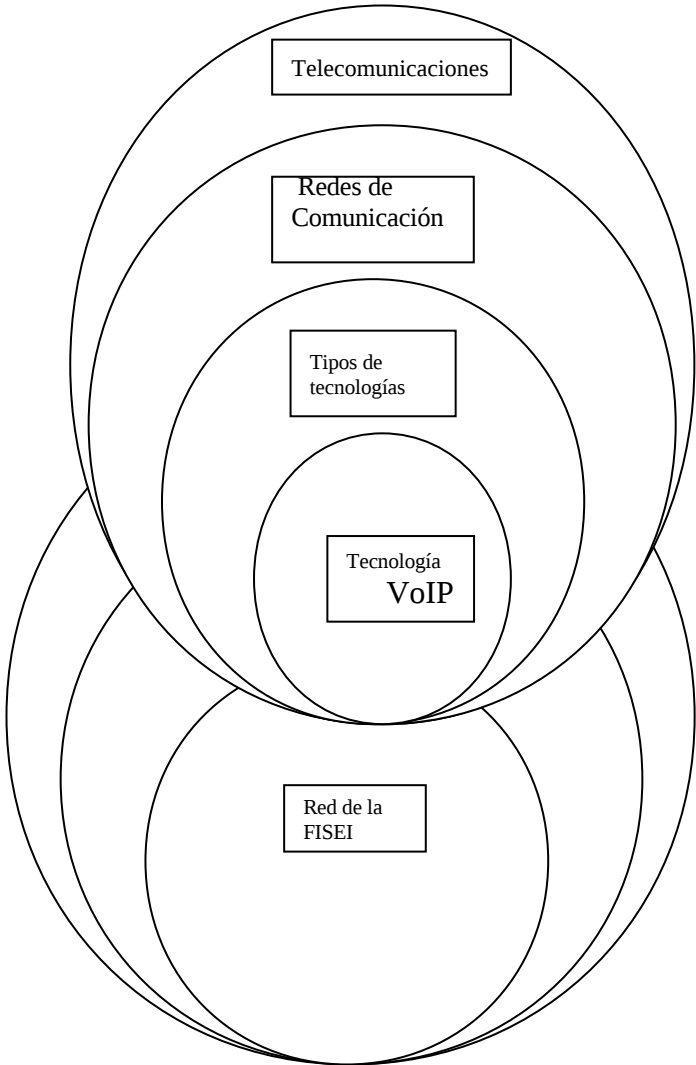 Telecomunicaciones
Redes de
Comunicación
Tipos de
tecnologías
Tecnología
VoIP
Red de la
FISEI